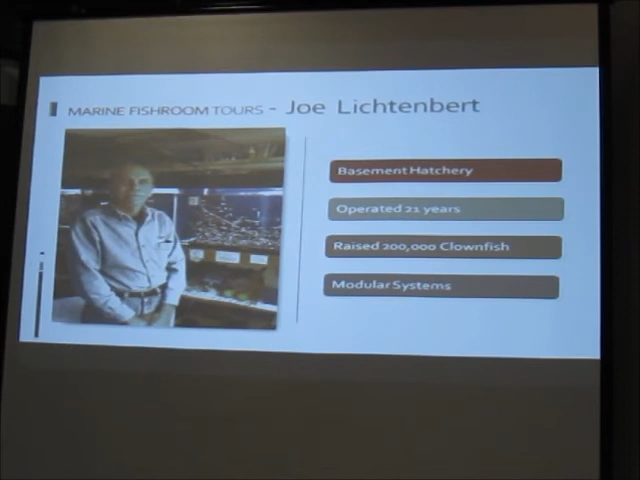 MARINE FISHROOM TOURS - Joe Lichtenbert
Basement Hatchery
Operated 21 years
Raised 200,000 Clownfish
Modular Systems